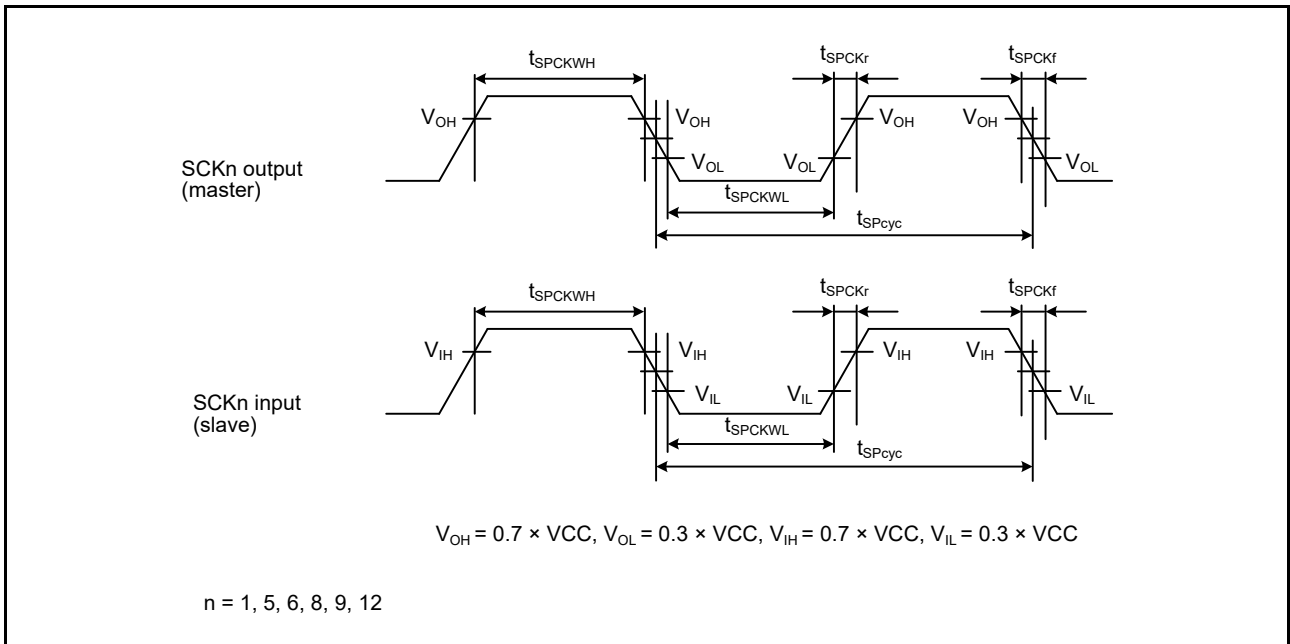 tSPCKWH
tSPCKr
tSPCKf
VOH
VOH
VOH
VOH
VOL
VOL
VOL
SCKn output
(master)
tSPCKWL
tSPcyc
tSPCKWH
tSPCKr
tSPCKf
VIH
VIH
VIH
VIH
VIL
VIL
VIL
SCKn input
(slave)
tSPCKWL
tSPcyc
VOH = 0.7 × VCC, VOL = 0.3 × VCC, VIH = 0.7 × VCC, VIL = 0.3 × VCC
n = 1, 5, 6, 8, 9, 12